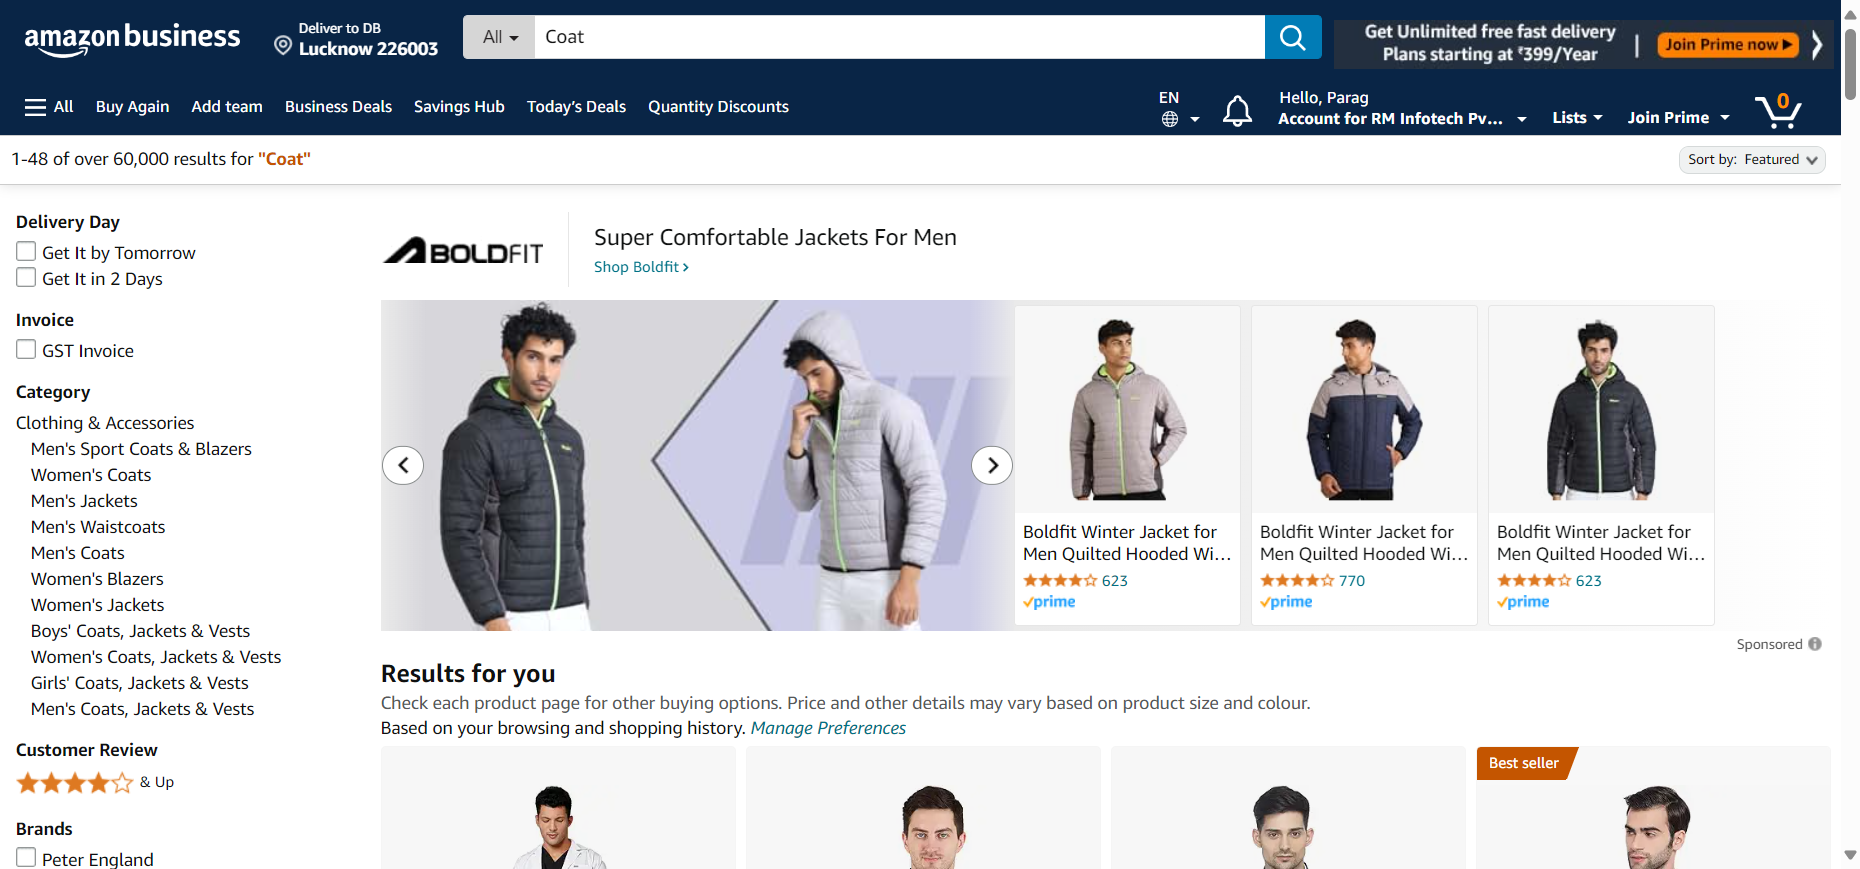 amazon business
Deliver to DB
Lucknow 226003
All
Coat
Get Unlimited free fast delivery
Plans starting at ₹399/Year
Join Prime now
All
Buy Again
Add team
Business Deals
Savings Hub
Today's Deals
Quantity Discounts
EN
Hello, Parag
Account for RM Infotech Pv...
Lists
Join Prime
0
1-48 of over 60,000 results for "Coat"
Sort by: Featured
Delivery Day
Get It by Tomorrow
Get It in 2 Days
Invoice
GST Invoice
Category
Clothing & Accessories
Men's Sport Coats & Blazers
Women's Coats
Men's Jackets
Men's Waistcoats
Men's Coats
Women's Blazers
Women's Jackets
Boys' Coats, Jackets & Vests
Women's Coats, Jackets & Vests
Girls' Coats, Jackets & Vests
Men's Coats, Jackets & Vests
Customer Review
& Up
Brands
Peter England
BOLDFIT
Super Comfortable Jackets For Men
Shop Boldfit
Boldfit Winter Jacket for
Men Quilted Hooded Wi...
623
prime
Boldfit Winter Jacket for
Men Quilted Hooded Wi...
770
prime
Boldfit Winter Jacket for
Men Quilted Hooded Wi...
623
prime
Sponsored
Results for you
Check each product page for other buying options. Price and other details may vary based on product size and colour.
Based on your browsing and shopping history. Manage Preferences
Best seller